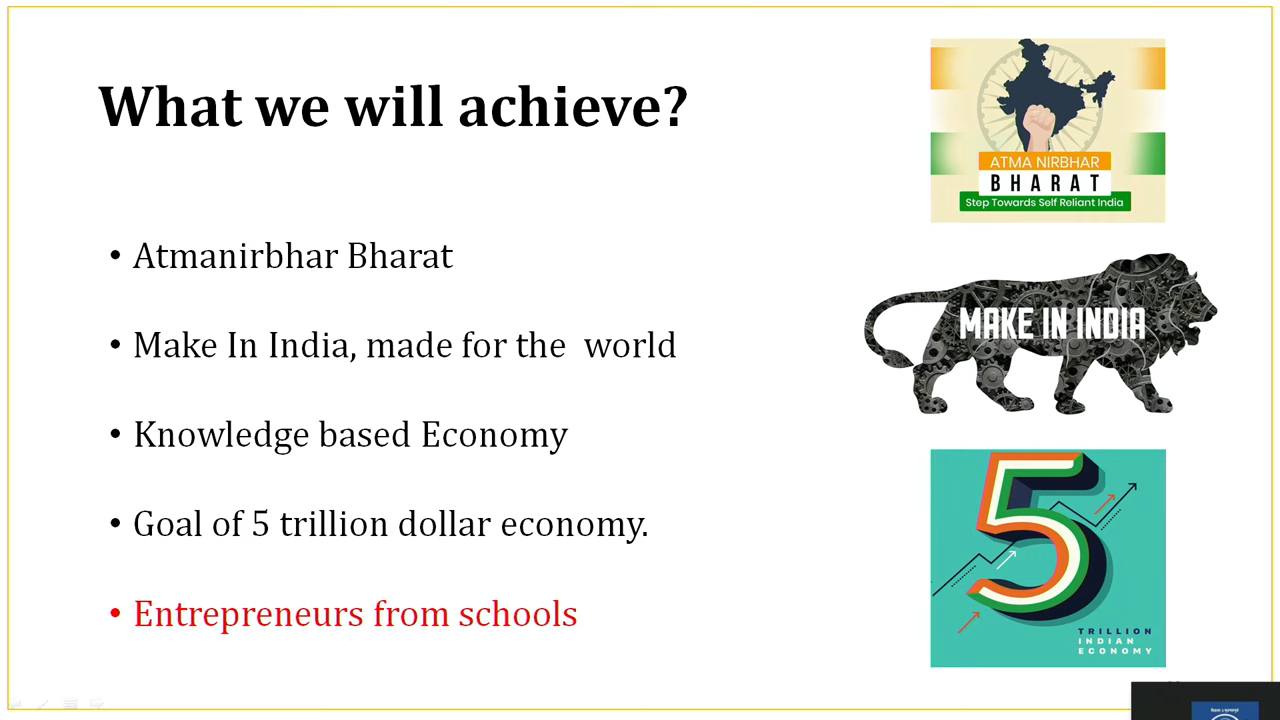 What we will achieve?
• Atmanirbhar Bharat
• Make In India, made for the world
• Knowledge based Economy
• Goal of 5 trillion dollar economy.
• Entrepreneurs from schools
ATMA NIRBHAR
BHARAT
Step Towards Self Reliant India
MAKE IN INDIA
5
TRILLION
INDIAN
ECONOMY